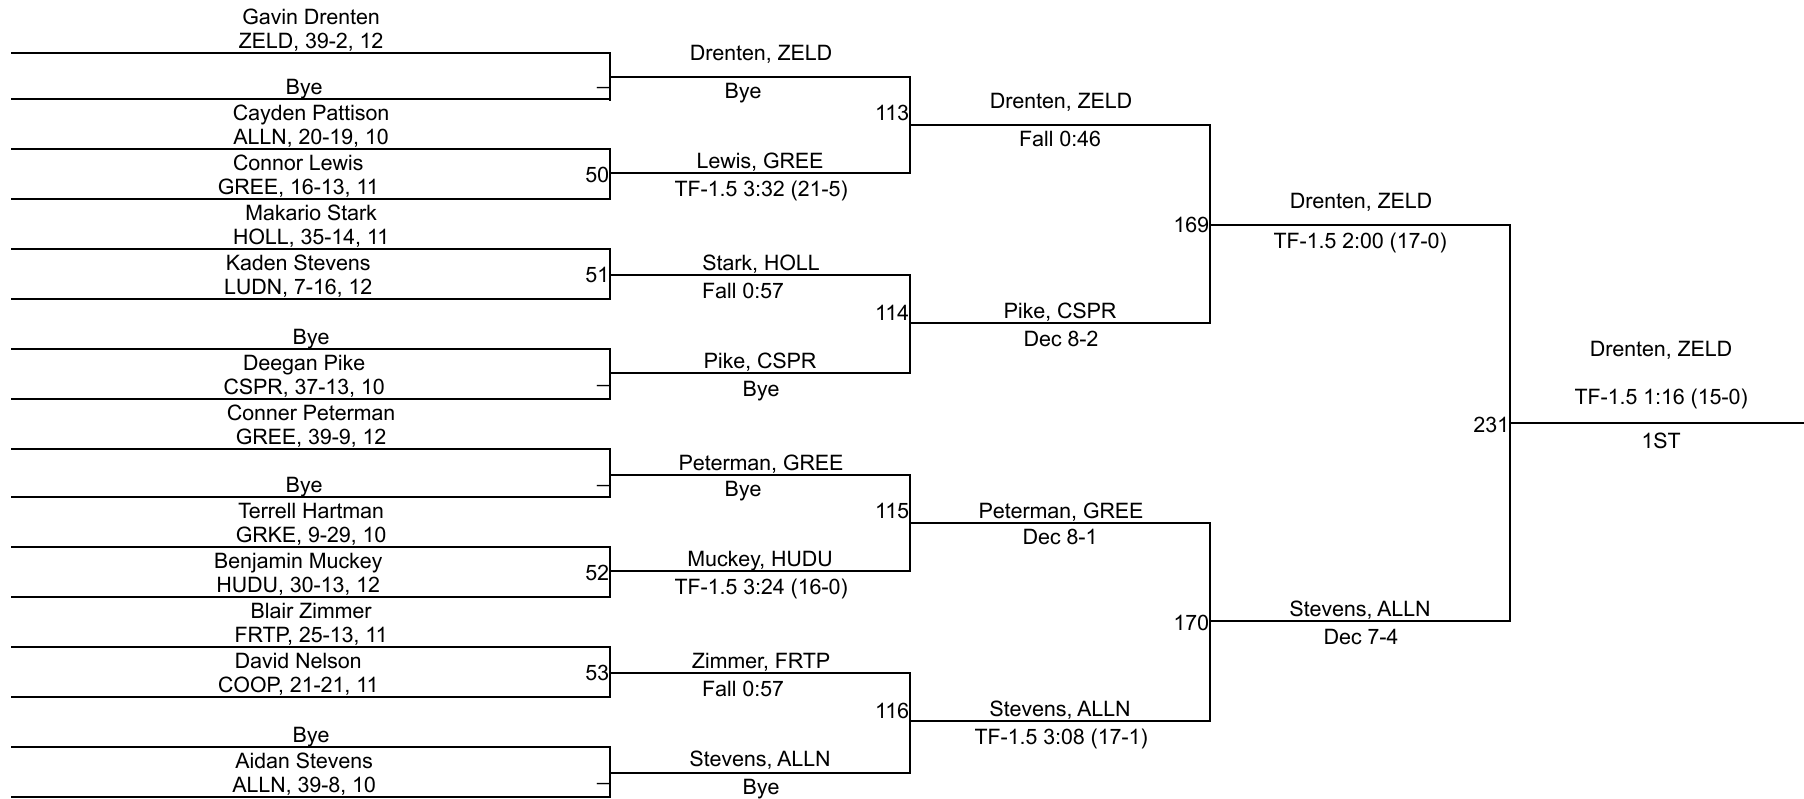 Gavin Drenten
ZELD, 39-2, 12
Bye
Cayden Pattison
ALLN, 20-19, 10
Connor Lewis
GREE, 16-13, 11
Makario Stark
HOLL, 35-14, 11
Kaden Stevens
LUDN, 7-16, 12
Bye
Deegan Pike
CSPR, 37-13, 10
Conner Peterman
GREE, 39-9, 12
Bye
Terrell Hartman
GRKE, 9-29, 10
Benjamin Muckey
HUDU, 30-13, 12
Blair Zimmer
FRTP, 25-13, 11
David Nelson
COOP, 21-21, 11
Bye
Aidan Stevens
ALLN, 39-8, 10
50
51
52
53
Drenten, ZELD
Bye
Lewis, GREE
TF-1.5 3:32 (21-5)
Stark, HOLL
Fall 0:57
Pike, CSPR
Bye
Peterman, GREE
Bye
Muckey, HUDU
TF-1.5 3:24 (16-0)
Zimmer, FRTP
Fall 0:57
Stevens, ALLN
Bye
113
114
115
116
Drenten, ZELD
Fall 0:46
Pike, CSPR
Dec 8-2
Peterman, GREE
Dec 8-1
Stevens, ALLN
TF-1.5 3:08 (17-1)
169
170
Drenten, ZELD
TF-1.5 2:00 (17-0)
Stevens, ALLN
Dec 7-4
231
Drenten, ZELD
TF-1.5 1:16 (15-0)
1ST